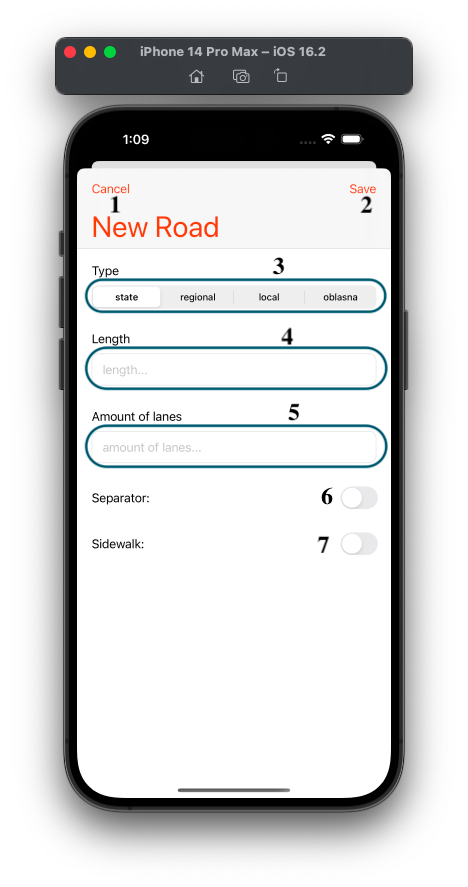 iPhone 14 Pro Max – iOS 16.2
1:09
Cancel Save
1 2
New Road
Type 3
state regional local oblasna
Length 4
length...
Amount of lanes 5
amount of lanes...
Separator: 6
Sidewalk: 7